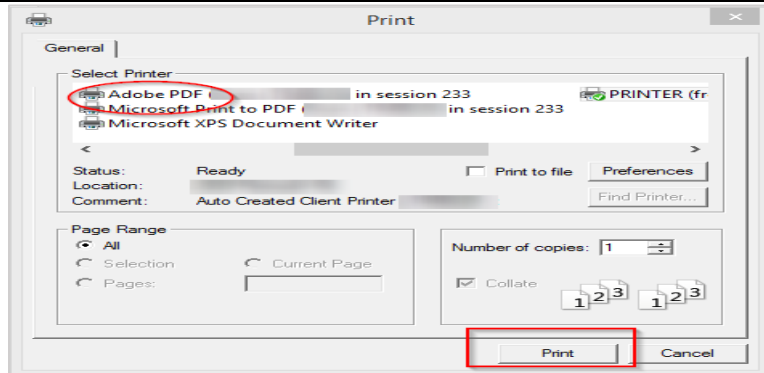 Print
General
Select Printer
Adobe PDF ( in session 233 PRINTER (fr
Microsoft Print to PDF ( in session 233
Microsoft XPS Document Writer
Status: Ready Print to file Preferences
Location: Find Printer...
Comment: Auto Created Client Printer
Page Range
All Number of copies: 1
Selection Current Page
Pages: Collate
1 2 3 1 2 3
Print Cancel